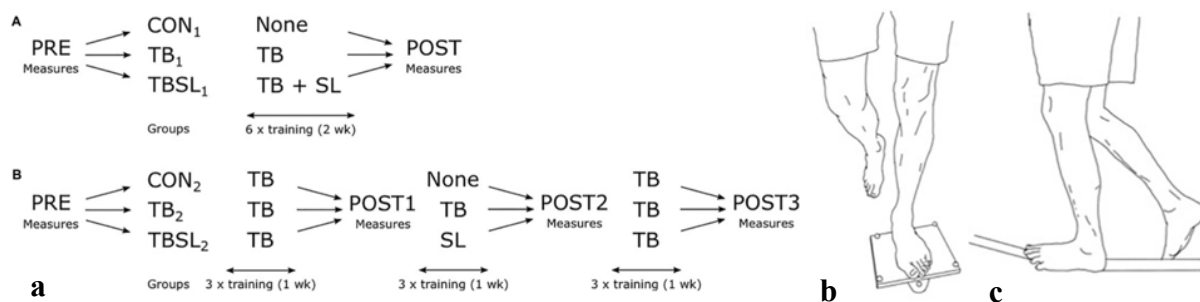 A
CON₁ None
PRE TB₁ TB POST
Measures Measures
TBSL₁ TB + SL
Groups 6 x training (2 wk)
B
CON₂ TB None TB
PRE TB₂ TB POST1 TB POST2 TB POST3
Measures Measures Measures Measures
TBSL₂ TB SL TB
a Groups 3 x training (1 wk) 3 x training (1 wk) 3 x training (1 wk) b c